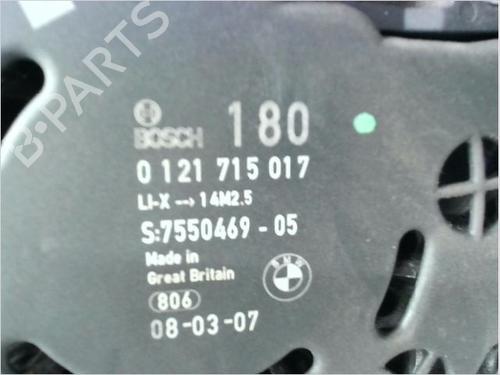 B-PARTS
BOSCH 180
0 121 715 017
LI-X --> 14M2.5
S:7550469 - 05
Made in
Great Britain
BMW
806
08-03-07